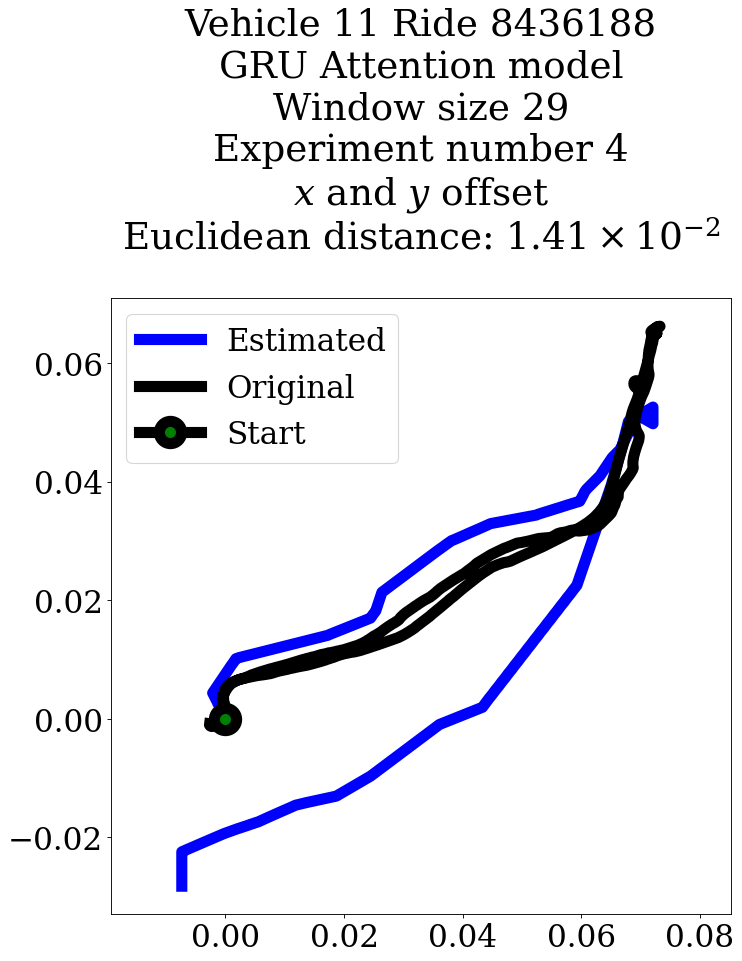 Vehicle 11 Ride 8436188
GRU Attention model
Window size 29
Experiment number 4
x and y offset
Euclidean distance: 1.41 × 10⁻²
Estimated
Original
Start
0.06
0.04
0.02
0.00
−0.02
0.00 0.02 0.04 0.06 0.08